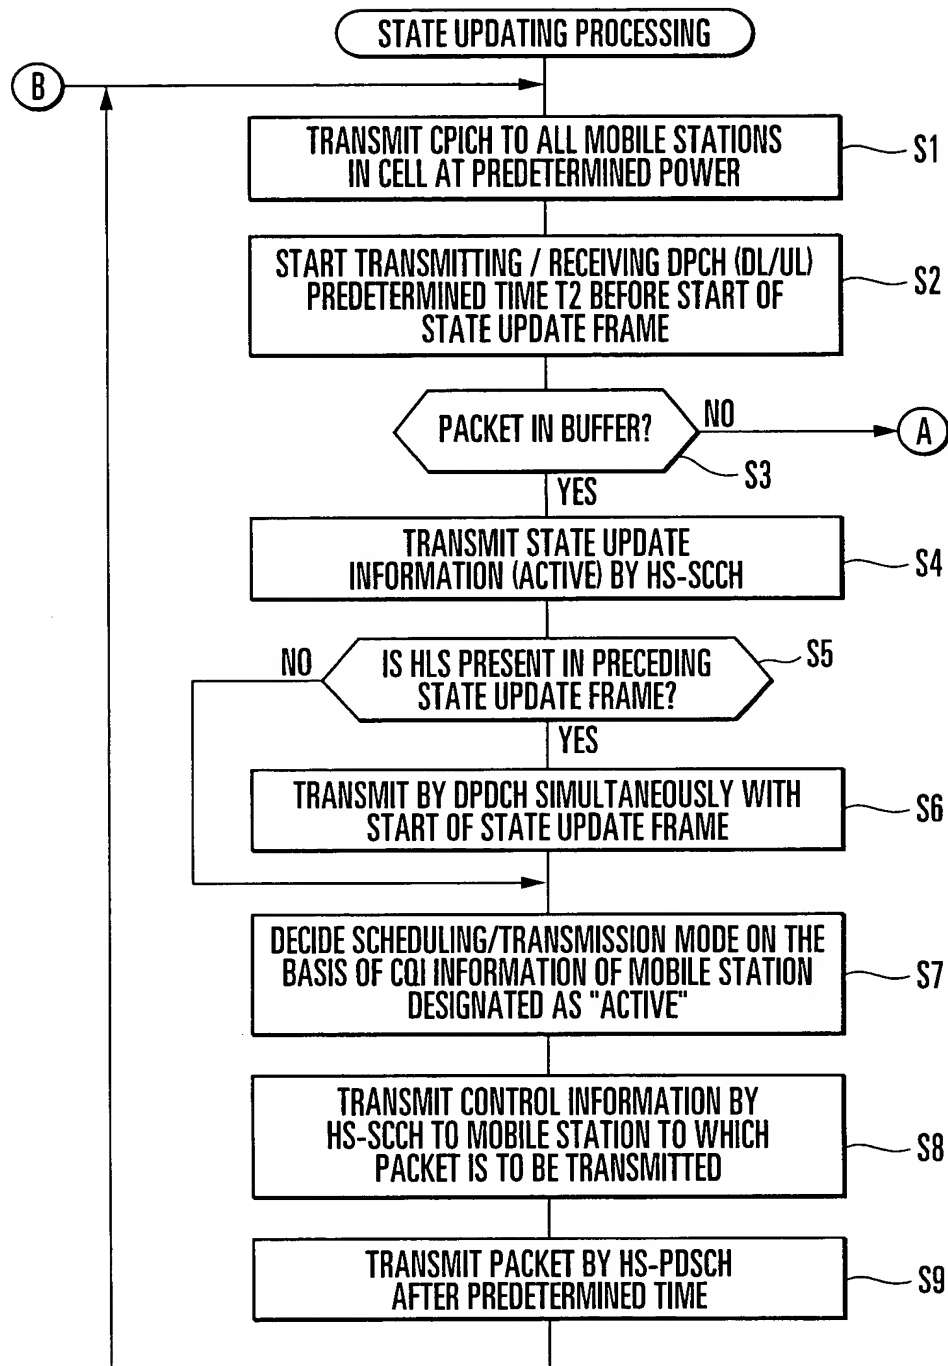 STATE UPDATING PROCESSING
B
TRANSMIT CPICH TO ALL MOBILE STATIONS
IN CELL AT PREDETERMINED POWER
S1
START TRANSMITTING / RECEIVING DPCH (DL/UL)
PREDETERMINED TIME T2 BEFORE START OF
STATE UPDATE FRAME
S2
PACKET IN BUFFER?
NO
A
S3
YES
TRANSMIT STATE UPDATE
INFORMATION (ACTIVE) BY HS-SCCH
S4
NO
IS HLS PRESENT IN PRECEDING
STATE UPDATE FRAME?
S5
YES
TRANSMIT BY DPDCH SIMULTANEOUSLY WITH
START OF STATE UPDATE FRAME
S6
DECIDE SCHEDULING/TRANSMISSION MODE ON THE
BASIS OF CQI INFORMATION OF MOBILE STATION
DESIGNATED AS "ACTIVE"
S7
TRANSMIT CONTROL INFORMATION BY
HS-SCCH TO MOBILE STATION TO WHICH
PACKET IS TO BE TRANSMITTED
S8
TRANSMIT PACKET BY HS-PDSCH
AFTER PREDETERMINED TIME
S9